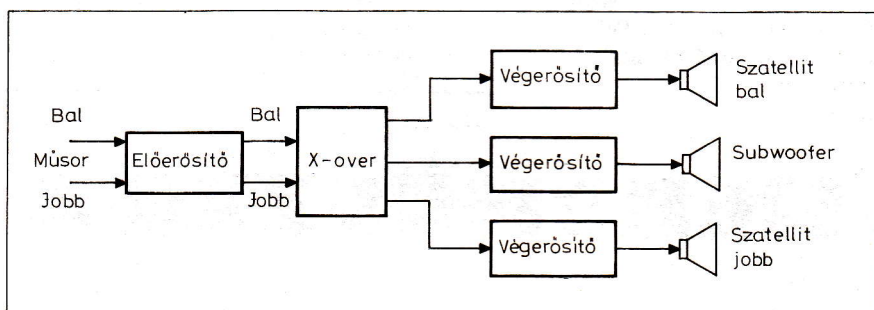 Bal
Műsor
Jobb
Előerősítő
Bal
Jobb
X-over
Végerősítő
Szatellit
bal
Végerősítő
Subwoofer
Végerősítő
Szatellit
jobb